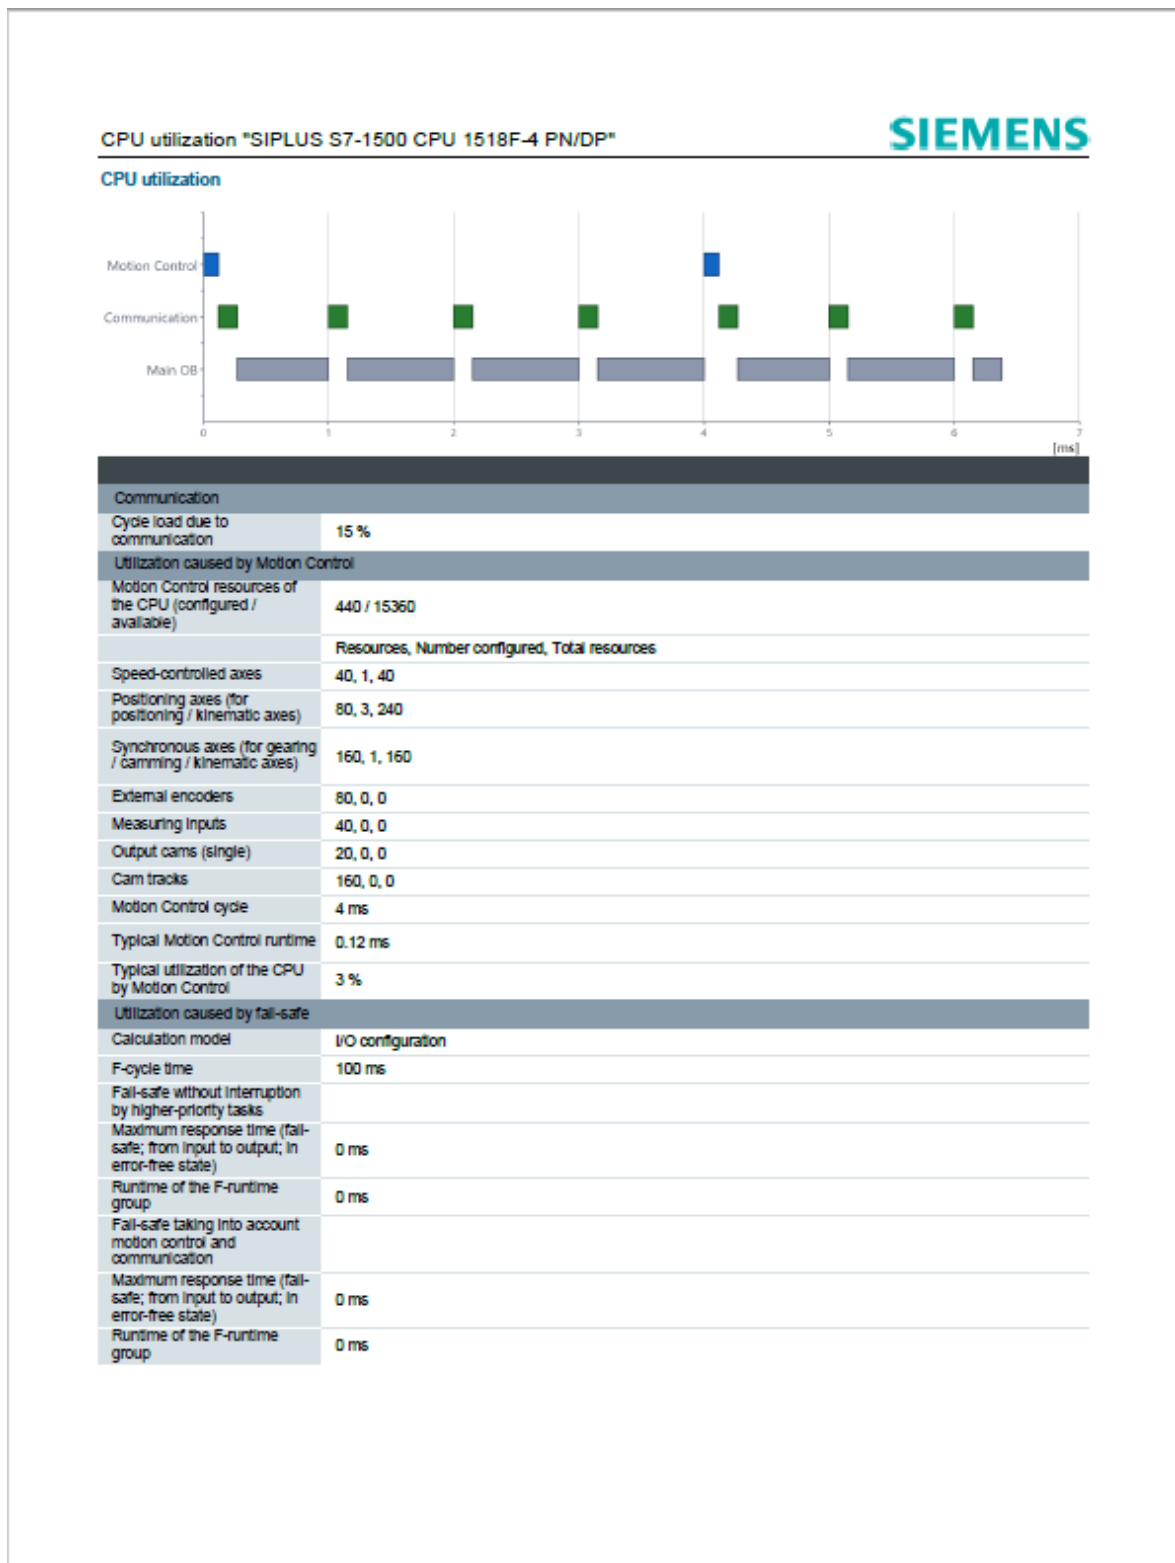 CPU utilization "SIPLUS S7-1500 CPU 1518F-4 PN/DP"
SIEMENS
CPU utilization
Motion Control
Communication
Main OB
0 1 2 3 4 5 6 7
[ms]
Communication
Cycle load due to
communication
15 %
Utilization caused by Motion Control
Motion Control resources of
the CPU (configured /
available)
440 / 15360
Resources, Number configured, Total resources
Speed-controlled axes
40, 1, 40
Positioning axes (for
positioning / kinematic axes)
80, 3, 240
Synchronous axes (for gearing
/ camming / kinematic axes)
160, 1, 160
External encoders
80, 0, 0
Measuring inputs
40, 0, 0
Output cams (single)
20, 0, 0
Cam tracks
160, 0, 0
Motion Control cycle
4 ms
Typical Motion Control runtime
0.12 ms
Typical utilization of the CPU
by Motion Control
3 %
Utilization caused by fail-safe
Calculation model
I/O configuration
F-cycle time
100 ms
Fail-safe without interruption
by higher-priority tasks
Maximum response time (fail-
safe; from input to output; in
error-free state)
0 ms
Runtime of the F-runtime
group
0 ms
Fail-safe taking into account
motion control and
communication
Maximum response time (fail-
safe; from input to output; in
error-free state)
0 ms
Runtime of the F-runtime
group
0 ms